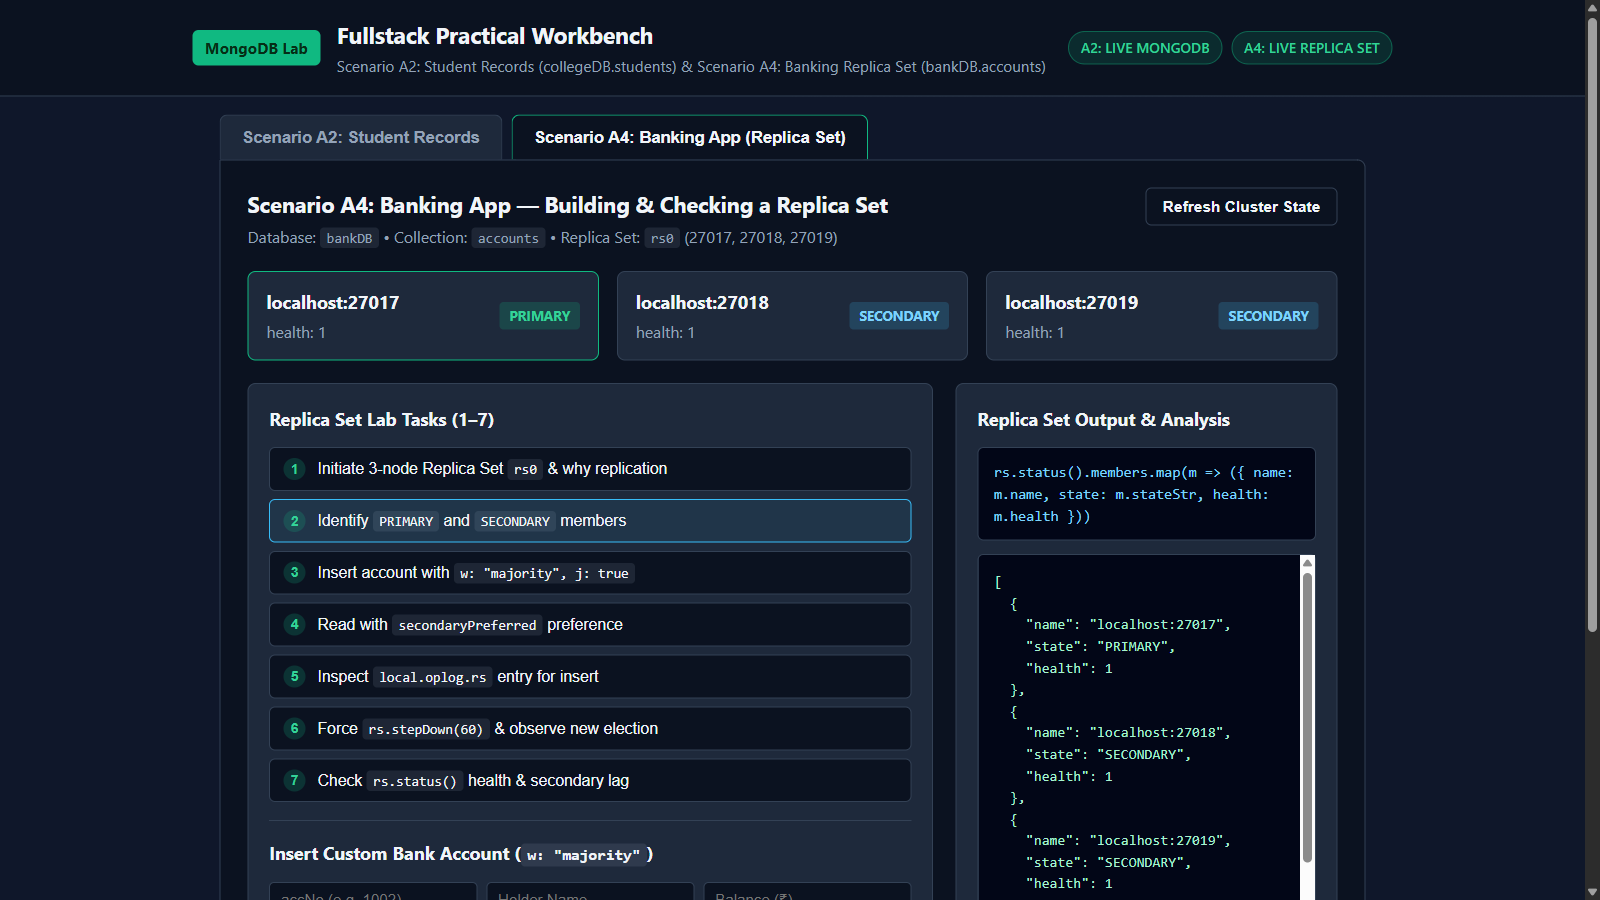 MongoDB Lab
Fullstack Practical Workbench
Scenario A2: Student Records (collegeDB.students) & Scenario A4: Banking Replica Set (bankDB.accounts)
A2: LIVE MONGODB
A4: LIVE REPLICA SET
Scenario A2: Student Records
Scenario A4: Banking App (Replica Set)
Scenario A4: Banking App — Building & Checking a Replica Set
Database: bankDB • Collection: accounts • Replica Set: rs0 (27017, 27018, 27019)
Refresh Cluster State
localhost:27017
health: 1
PRIMARY
localhost:27018
health: 1
SECONDARY
localhost:27019
health: 1
SECONDARY
Replica Set Lab Tasks (1–7)
1 Initiate 3-node Replica Set rs0 & why replication
2 Identify PRIMARY and SECONDARY members
3 Insert account with w: "majority", j: true
4 Read with secondaryPreferred preference
5 Inspect local.oplog.rs entry for insert
6 Force rs.stepDown(60) & observe new election
7 Check rs.status() health & secondary lag
Insert Custom Bank Account ( w: "majority" )
accNo (e.g. 1002)
Holder Name
Balance (₹)
Replica Set Output & Analysis
rs.status().members.map(m => ({ name:
m.name, state: m.stateStr, health:
m.health }))
[
{
"name": "localhost:27017",
"state": "PRIMARY",
"health": 1
},
{
"name": "localhost:27018",
"state": "SECONDARY",
"health": 1
},
{
"name": "localhost:27019",
"state": "SECONDARY",
"health": 1